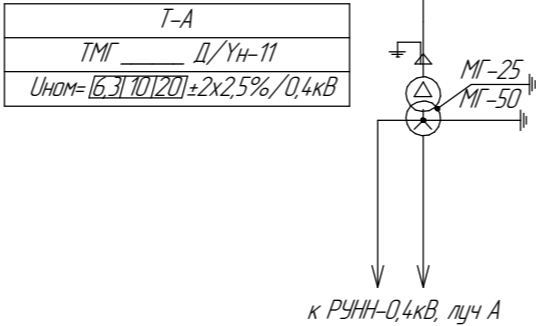 Т-А
ТМГ ______ Д/Yн-11
Uном= 6,3 10 20 ±2х2,5%/0,4кВ
МГ-25
МГ-50
к РУНН-0,4кВ, луч А